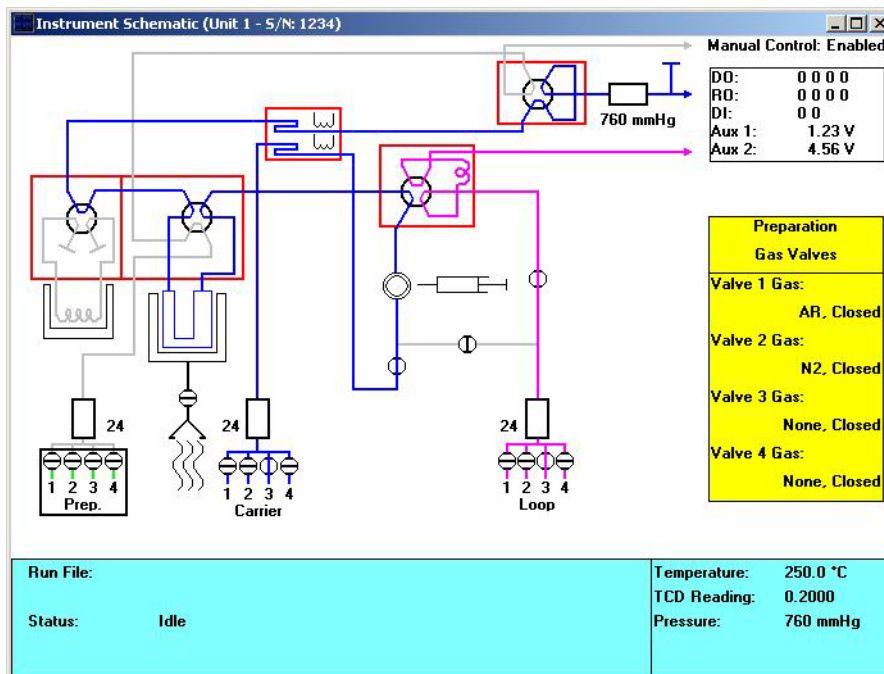 Instrument Schematic (Unit 1 - S/N: 1234)
Manual Control: Enabled
DO: 0 0 0 0
RO: 0 0 0 0
DI: 0 0
Aux 1: 1.23 V
Aux 2: 4.56 V
760 mmHg
Preparation
Gas Valves
Valve 1 Gas:
AR, Closed
Valve 2 Gas:
N2, Closed
Valve 3 Gas:
None, Closed
Valve 4 Gas:
None, Closed
24
24
24
1 2 3 4
Prep.
1 2 3 4
Carrier
1 2 3 4
Loop
Run File:
Status: Idle
Temperature: 250.0 °C
TCD Reading: 0.2000
Pressure: 760 mmHg